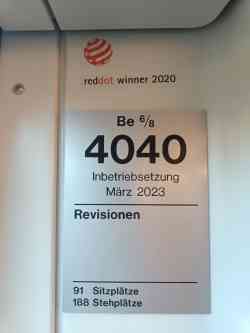 reddot winner 2020
Be 6/8
4040
Inbetriebsetzung
März 2023
Revisionen
91 Sitzplätze
188 Stehplätze